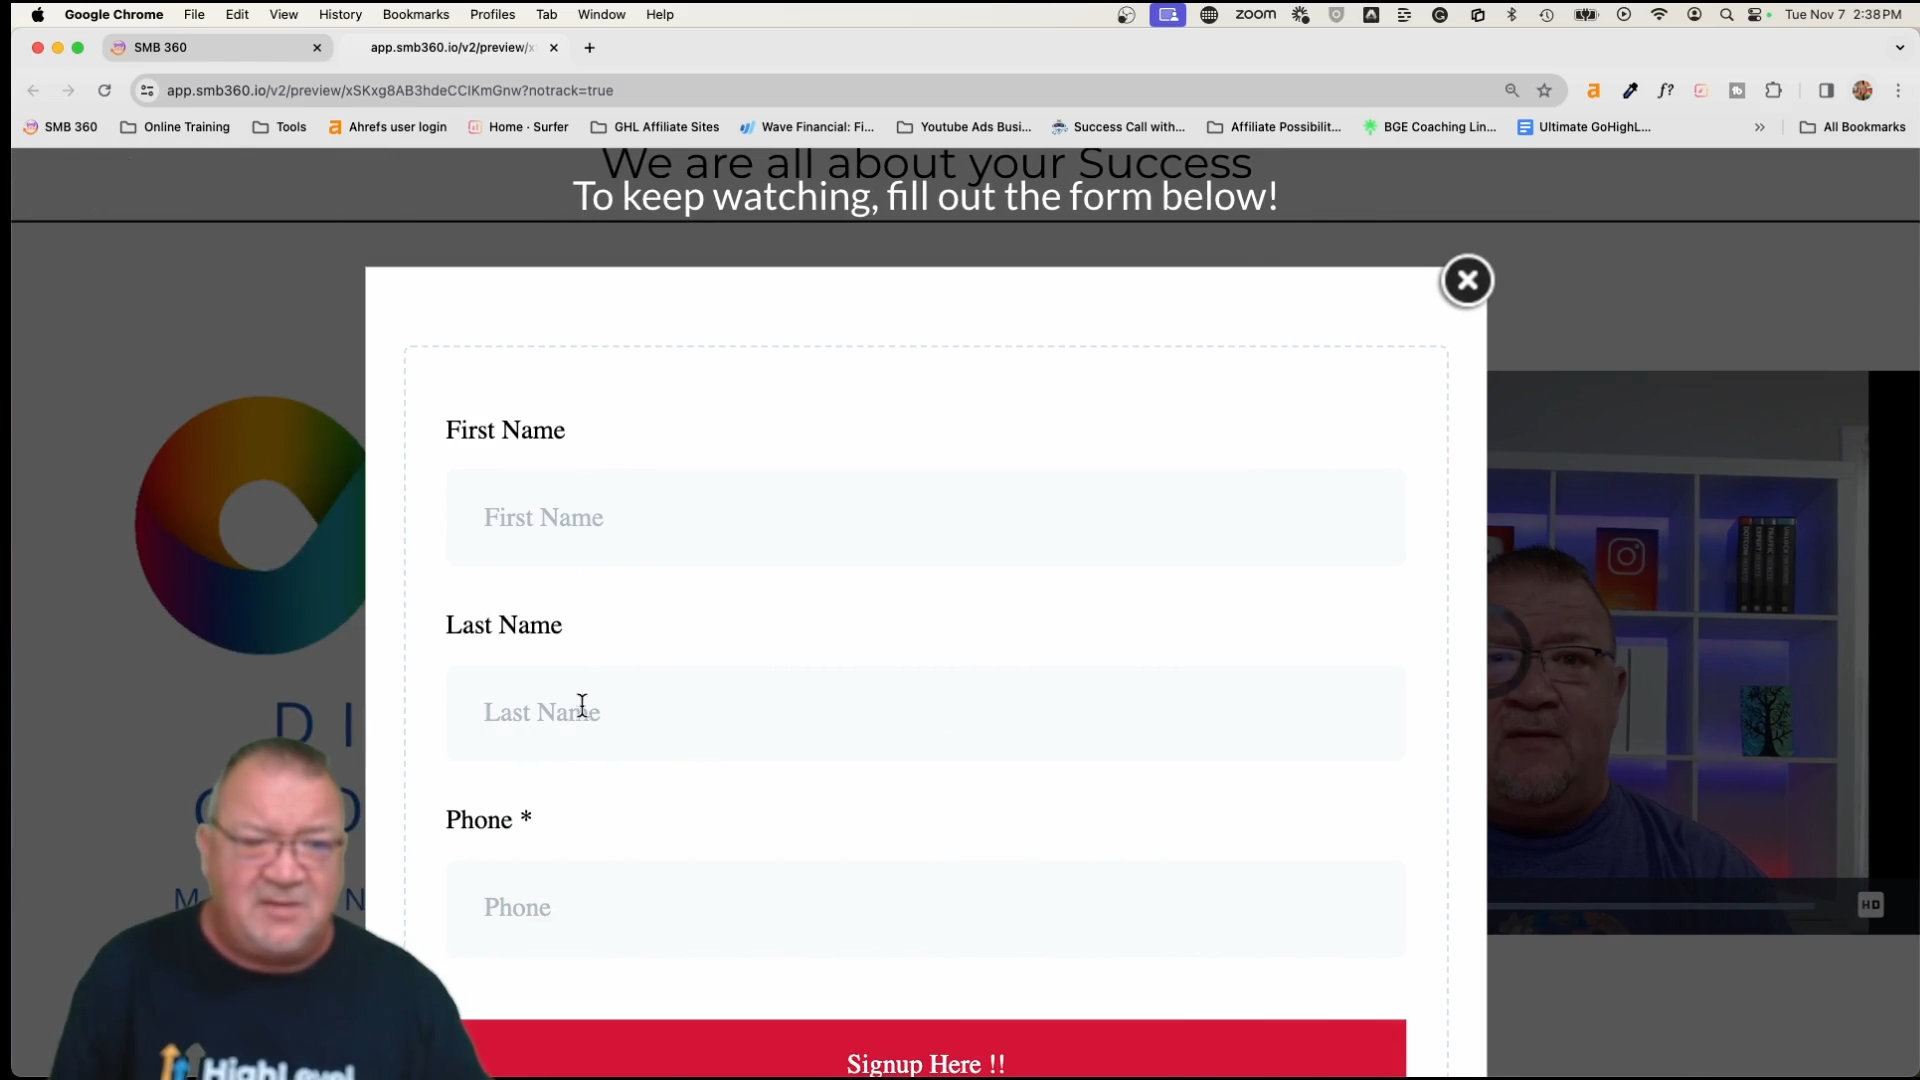 Google Chrome File Edit View History Bookmarks Profiles Tab Window Help zoom Tue Nov 7 2:38 PM
SMB 360 app.smb360.io/v2/preview/x
app.smb360.io/v2/preview/xSKxg8AB3hdeCClKmGnw?notrack=true
SMB 360 Online Training Tools Ahrefs user login Home · Surfer GHL Affiliate Sites Wave Financial: Fi... Youtube Ads Busi... Success Call with... Affiliate Possibilit... BGE Coaching Lin... Ultimate GoHighL... All Bookmarks
We are all about your Success
To keep watching, fill out the form below!
First Name
First Name
Last Name
Last Name
Phone *
Phone
Signup Here !!
D I
M
N
HD
HighLevel